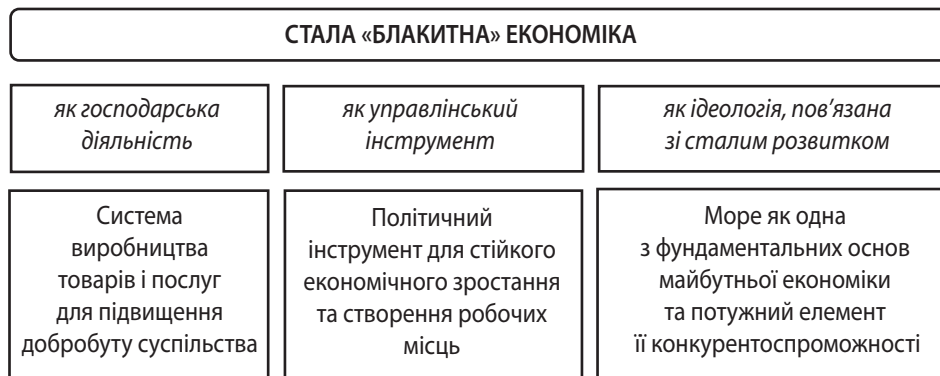 СТАЛА «БЛАКИТНА» ЕКОНОМІКА
як господарська
діяльність
як управлінський
інструмент
як ідеологія, пов'язана
зі сталим розвитком
Система
виробництва
товарів і послуг
для підвищення
добробуту суспільства
Політичний
інструмент для стійкого
економічного зростання
та створення робочих
місць
Море як одна
з фундаментальних основ
майбутньої економіки
та потужний елемент
її конкурентоспроможності